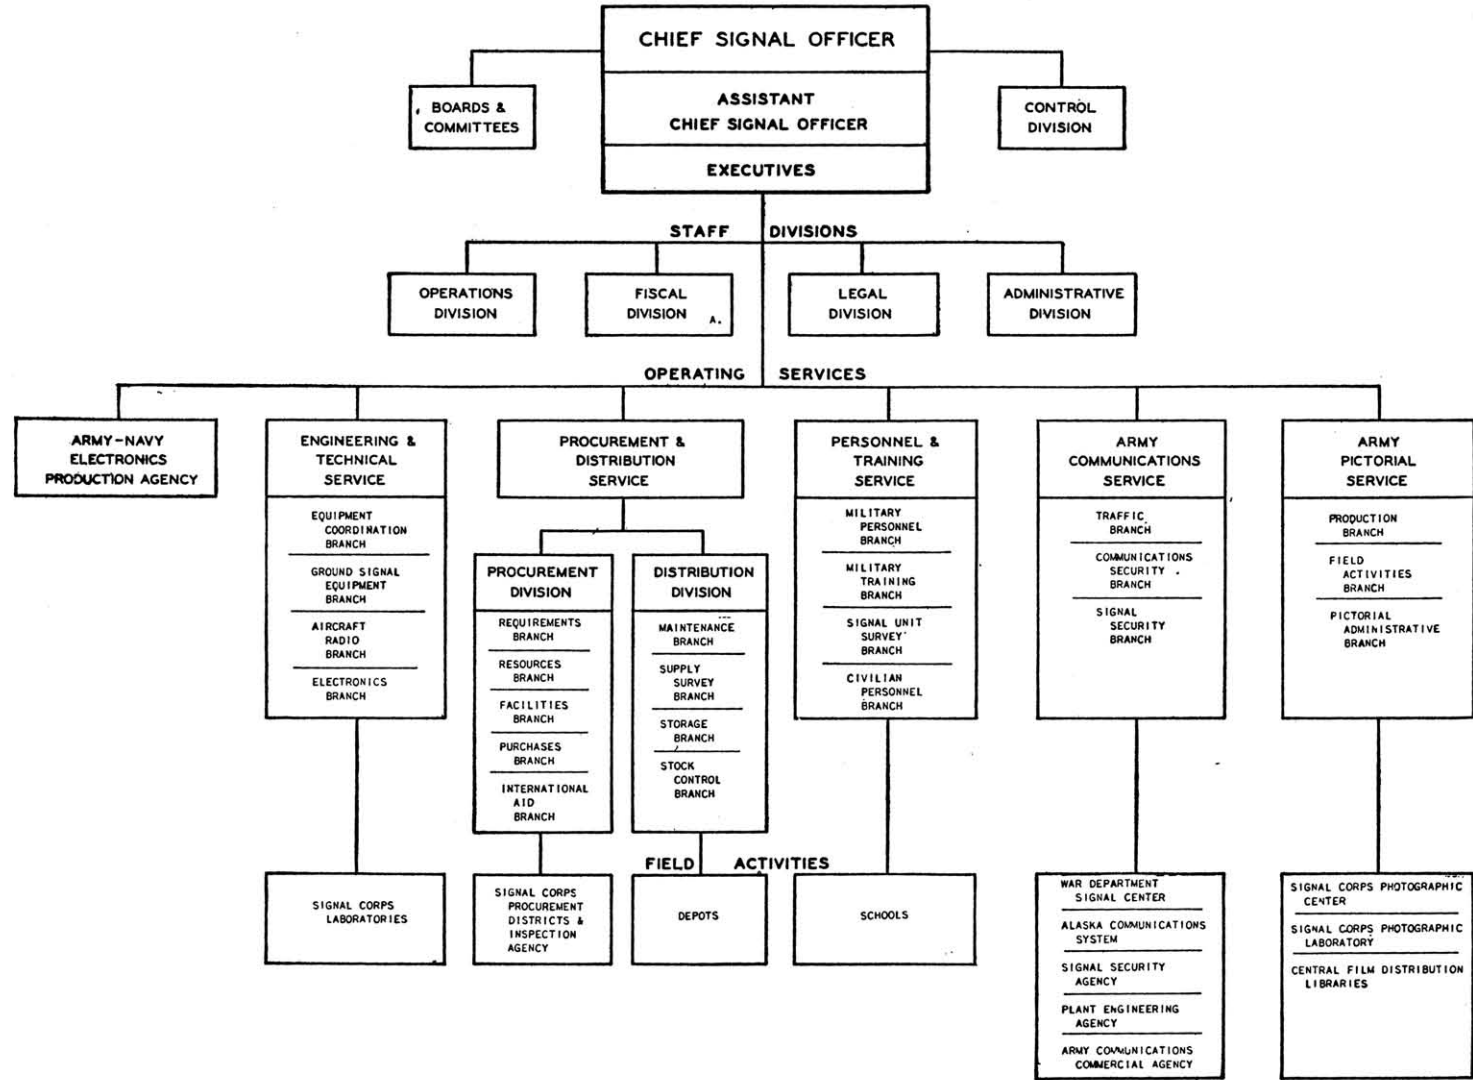 CHIEF SIGNAL OFFICER
BOARDS &
COMMITTEES
ASSISTANT
CHIEF SIGNAL OFFICER
CONTROL
DIVISION
EXECUTIVES
STAFF DIVISIONS
OPERATIONS
DIVISION
FISCAL
DIVISION
A.
LEGAL
DIVISION
ADMINISTRATIVE
DIVISION
OPERATING SERVICES
ARMY-NAVY
ELECTRONICS
PRODUCTION AGENCY
ENGINEERING &
TECHNICAL
SERVICE
EQUIPMENT
COORDINATION
BRANCH
GROUND SIGNAL
EQUIPMENT
BRANCH
AIRCRAFT
RADIO
BRANCH
ELECTRONICS
BRANCH
PROCUREMENT &
DISTRIBUTION
SERVICE
PROCUREMENT
DIVISION
REQUIREMENTS
BRANCH
RESOURCES
BRANCH
FACILITIES
BRANCH
PURCHASES
BRANCH
INTERNATIONAL
AID
BRANCH
DISTRIBUTION
DIVISION
MAINTENANCE
BRANCH
SUPPLY
SURVEY
BRANCH
STORAGE
BRANCH
STOCK
CONTROL
BRANCH
PERSONNEL &
TRAINING
SERVICE
MILITARY
PERSONNEL
BRANCH
MILITARY
TRAINING
BRANCH
SIGNAL UNIT
SURVEY
BRANCH
CIVILIAN
PERSONNEL
BRANCH
ARMY
COMMUNICATIONS
SERVICE
TRAFFIC
BRANCH
COMMUNICATIONS
SECURITY
BRANCH
SIGNAL
SECURITY
BRANCH
ARMY
PICTORIAL
SERVICE
PRODUCTION
BRANCH
FIELD
ACTIVITIES
BRANCH
PICTORIAL
ADMINISTRATIVE
BRANCH
FIELD ACTIVITIES
SIGNAL CORPS
LABORATORIES
SIGNAL CORPS
PROCUREMENT
DISTRICTS &
INSPECTION
AGENCY
DEPOTS
SCHOOLS
WAR DEPARTMENT
SIGNAL CENTER
ALASKA COMMUNICATIONS
SYSTEM
SIGNAL SECURITY
AGENCY
PLANT ENGINEERING
AGENCY
ARMY COMMUNICATIONS
COMMERCIAL AGENCY
SIGNAL CORPS PHOTOGRAPHIC
CENTER
SIGNAL CORPS PHOTOGRAPHIC
LABORATORY
CENTRAL FILM DISTRIBUTION
LIBRARIES